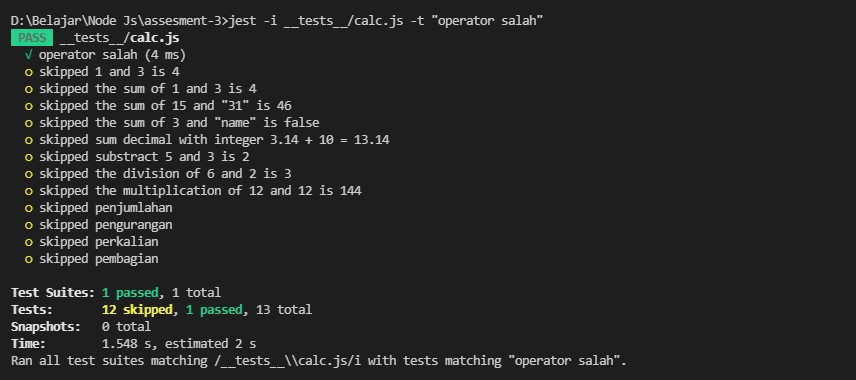 D:\Belajar\Node Js\assesment-3>jest -i __tests__/calc.js -t "operator salah"
PASS __tests__/calc.js
√ operator salah (4 ms)
o skipped 1 and 3 is 4
o skipped the sum of 1 and 3 is 4
o skipped the sum of 15 and "31" is 46
o skipped the sum of 3 and "name" is false
o skipped sum decimal with integer 3.14 + 10 = 13.14
o skipped substract 5 and 3 is 2
o skipped the division of 6 and 2 is 3
o skipped the multiplication of 12 and 12 is 144
o skipped penjumlahan
o skipped pengurangan
o skipped perkalian
o skipped pembagian
Test Suites: 1 passed, 1 total
Tests: 12 skipped, 1 passed, 13 total
Snapshots: 0 total
Time: 1.548 s, estimated 2 s
Ran all test suites matching /__tests__\\calc.js/i with tests matching "operator salah".